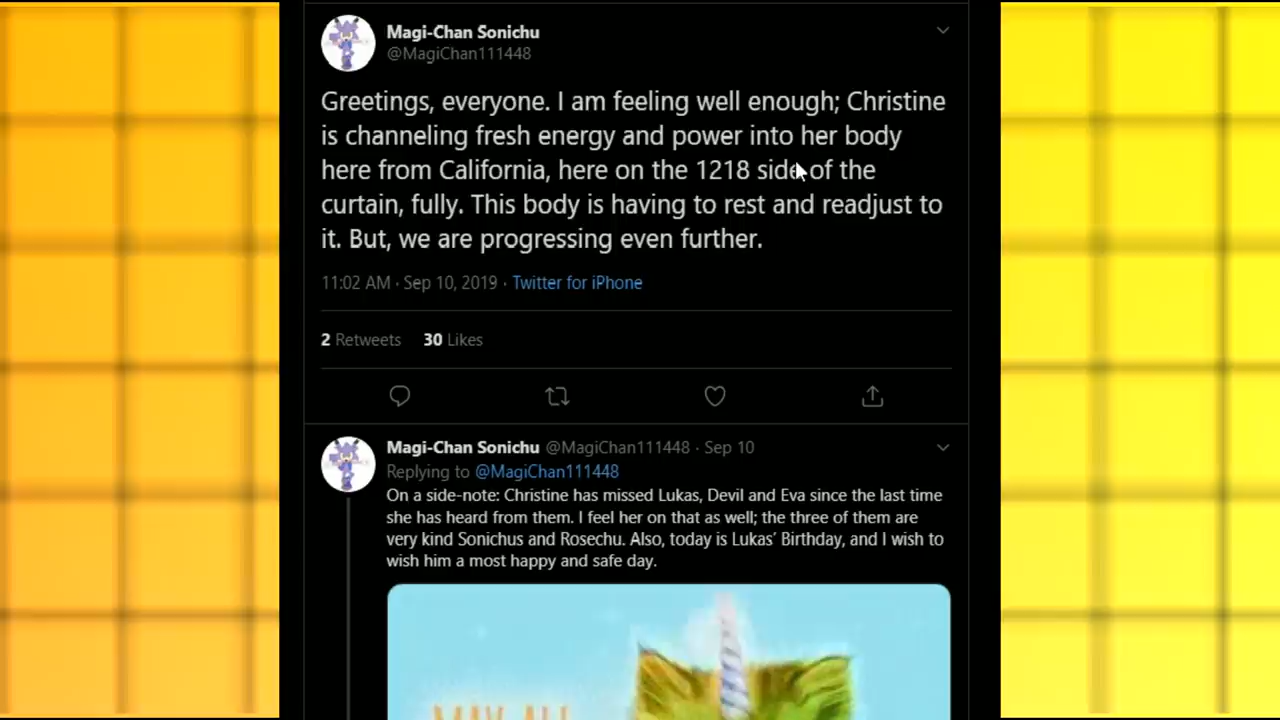 Magi-Chan Sonichu
@MagiChan111448
Greetings, everyone. I am feeling well enough; Christine
is channeling fresh energy and power into her body
here from California, here on the 1218 side of the
curtain, fully. This body is having to rest and readjust to
it. But, we are progressing even further.
11:02 AM · Sep 10, 2019 · Twitter for iPhone
2 Retweets 30 Likes
Magi-Chan Sonichu @MagiChan111448 · Sep 10
Replying to @MagiChan111448
On a side-note: Christine has missed Lukas, Devil and Eva since the last time
she has heard from them. I feel her on that as well; the three of them are
very kind Sonichus and Rosechu. Also, today is Lukas' Birthday, and I wish to
wish him a most happy and safe day.
MAY ALL